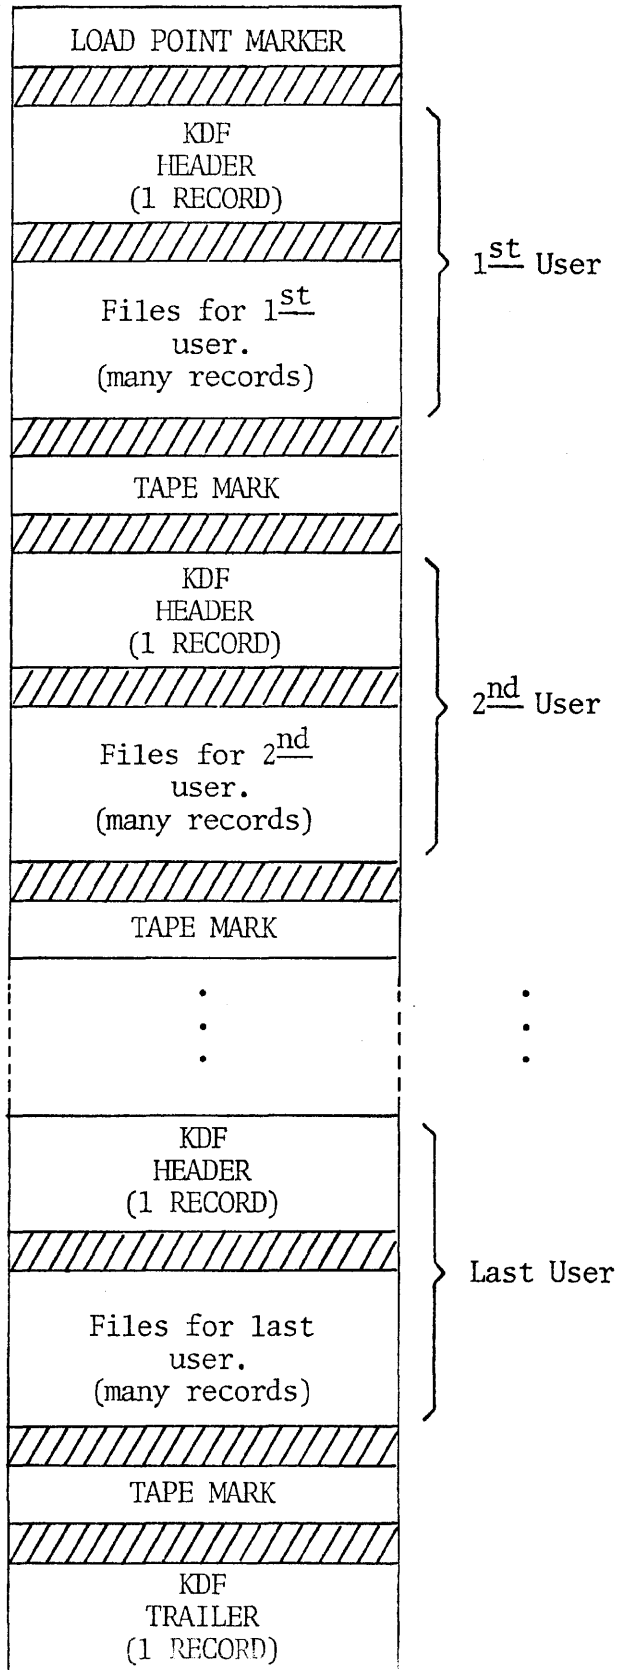 LOAD POINT MARKER
KDF
HEADER
(1 RECORD)
1st User
Files for 1st
user.
(many records)
TAPE MARK
KDF
HEADER
(1 RECORD)
2nd User
Files for 2nd
user.
(many records)
TAPE MARK
KDF
HEADER
(1 RECORD)
Last User
Files for last
user.
(many records)
TAPE MARK
KDF
TRAILER
(1 RECORD)